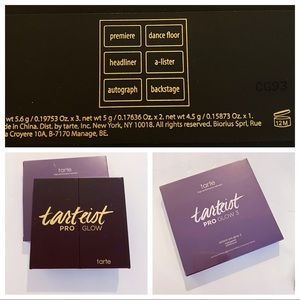 premiere dance floor
headliner a-lister
autograph backstage
wt 5.6 g / 0.19753 Oz. x 3. net wt 5 g / 0.17636 Oz. x 2. net wt 4.5 g / 0.15873 Oz. x 1.
de in China. Dist. by tarte, inc. New York, NY 10018. All rights reserved. Biorius Sprl, Rue
a Croyere 10A, B-7170 Manage, BE.
CG93
12M
tarte
tarteist
PRO GLOW
tarte
tarte
tarteist
PRO GLOW 3